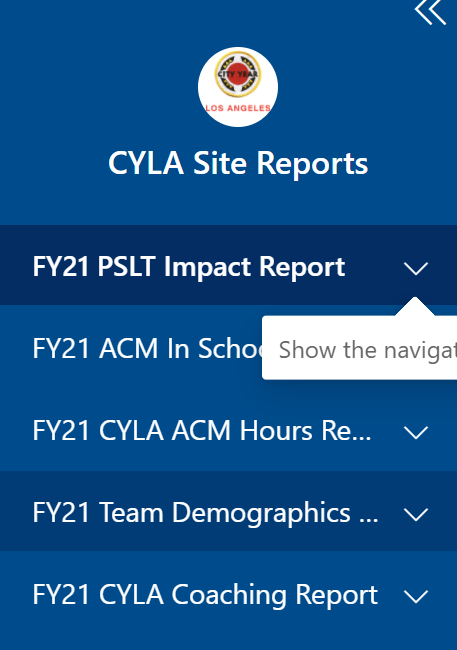 CITY YEAR
LOS ANGELES
CYLA Site Reports
FY21 PSLT Impact Report
FY21 ACM In Schoo
Show the navigat
FY21 CYLA ACM Hours Re...
FY21 Team Demographics ...
FY21 CYLA Coaching Report